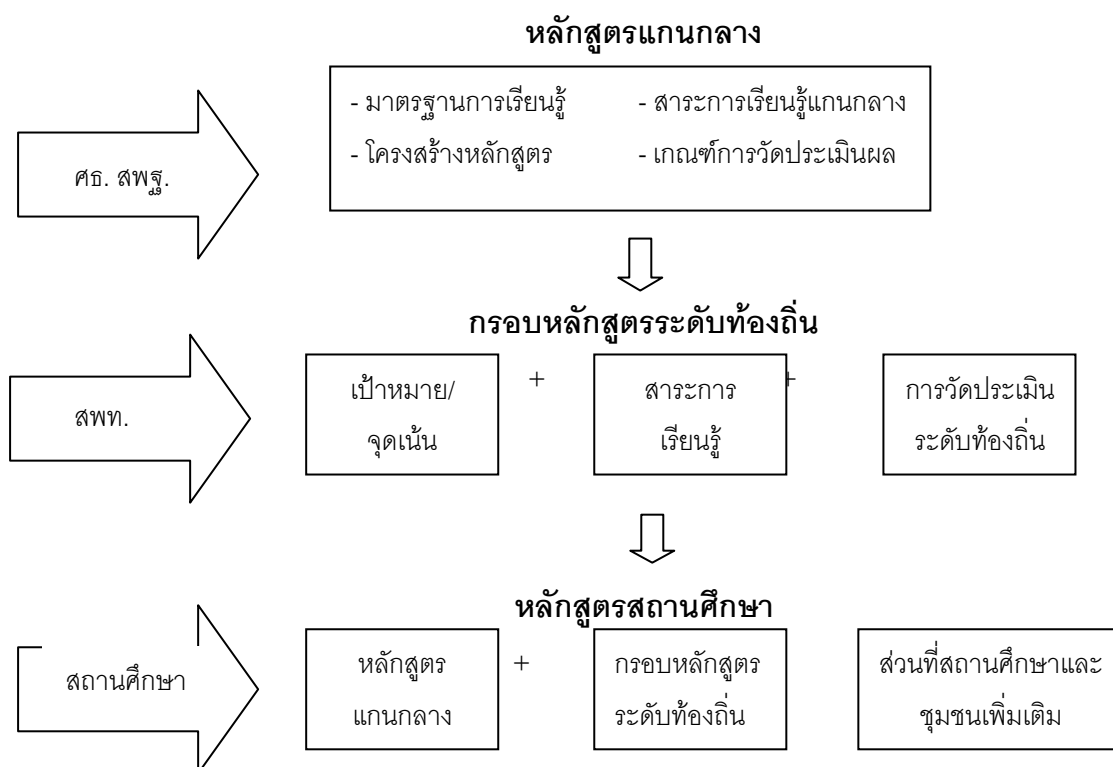 หลักสูตรแกนกลาง
- มาตรฐานการเรียนรู้ - สาระการเรียนรู้แกนกลาง
- โครงสร้างหลักสูตร - เกณฑ์การวัดประเมินผล
ศธ. สพฐ.
กรอบหลักสูตรระดับท้องถิ่น
สพท.
เป้าหมาย/
จุดเน้น
+
สาระการ
เรียนรู้
+
การวัดประเมิน
ระดับท้องถิ่น
หลักสูตรสถานศึกษา
สถานศึกษา
หลักสูตร
แกนกลาง
+
กรอบหลักสูตร
ระดับท้องถิ่น
ส่วนที่สถานศึกษาและ
ชุมชนเพิ่มเติม